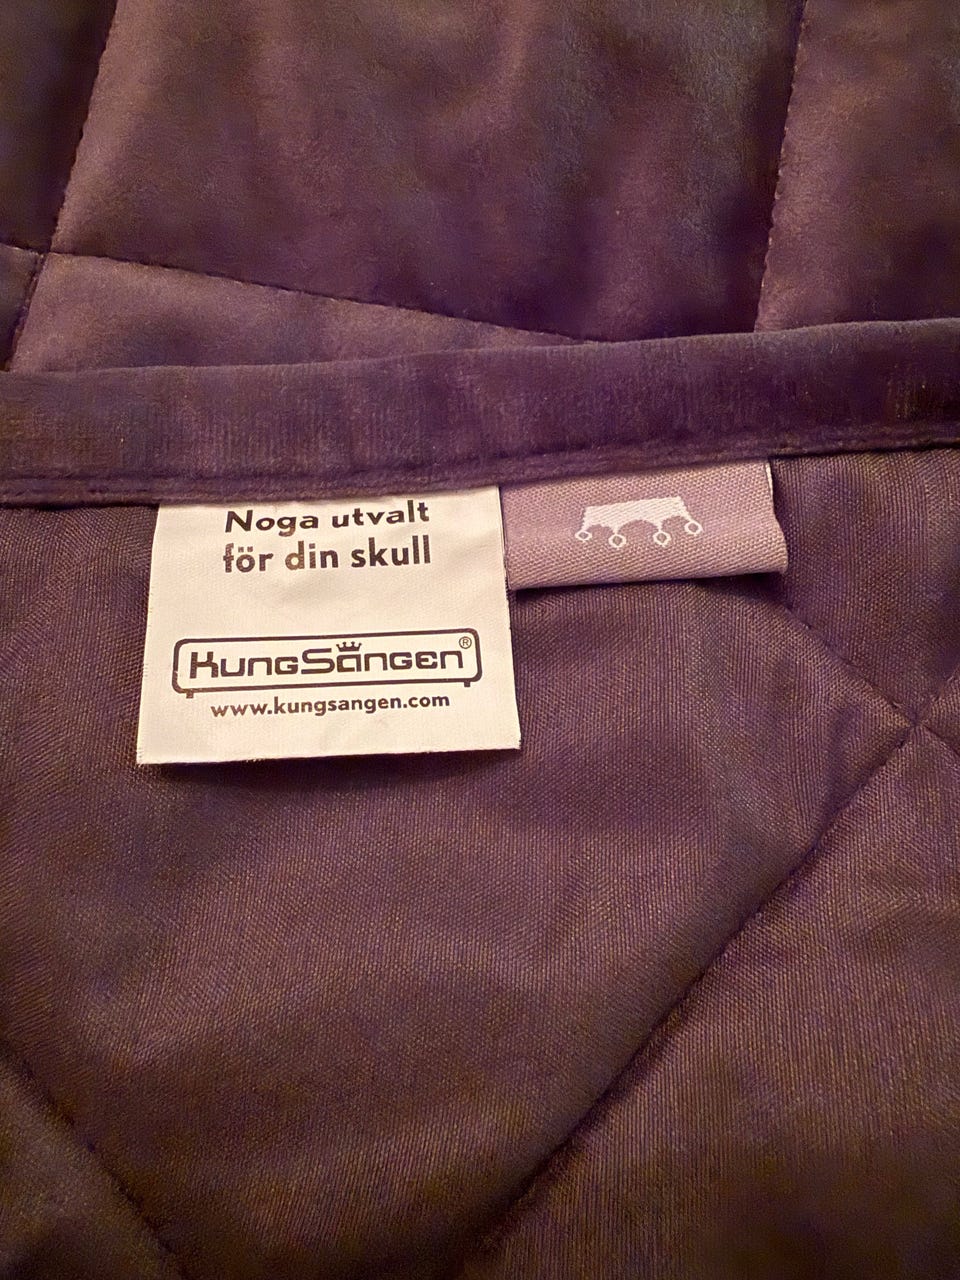 Noga utvalt
för din skull
KungSängen®
www.kungsangen.com